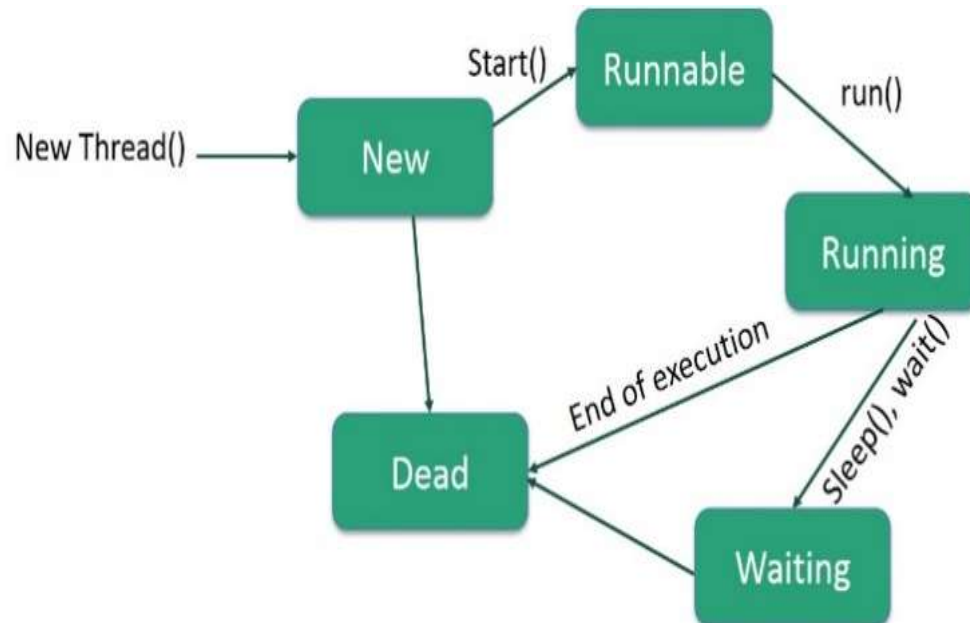 Start()
Runnable
run()
New Thread()
New
Running
End of execution
Sleep(), wait()
Dead
Waiting